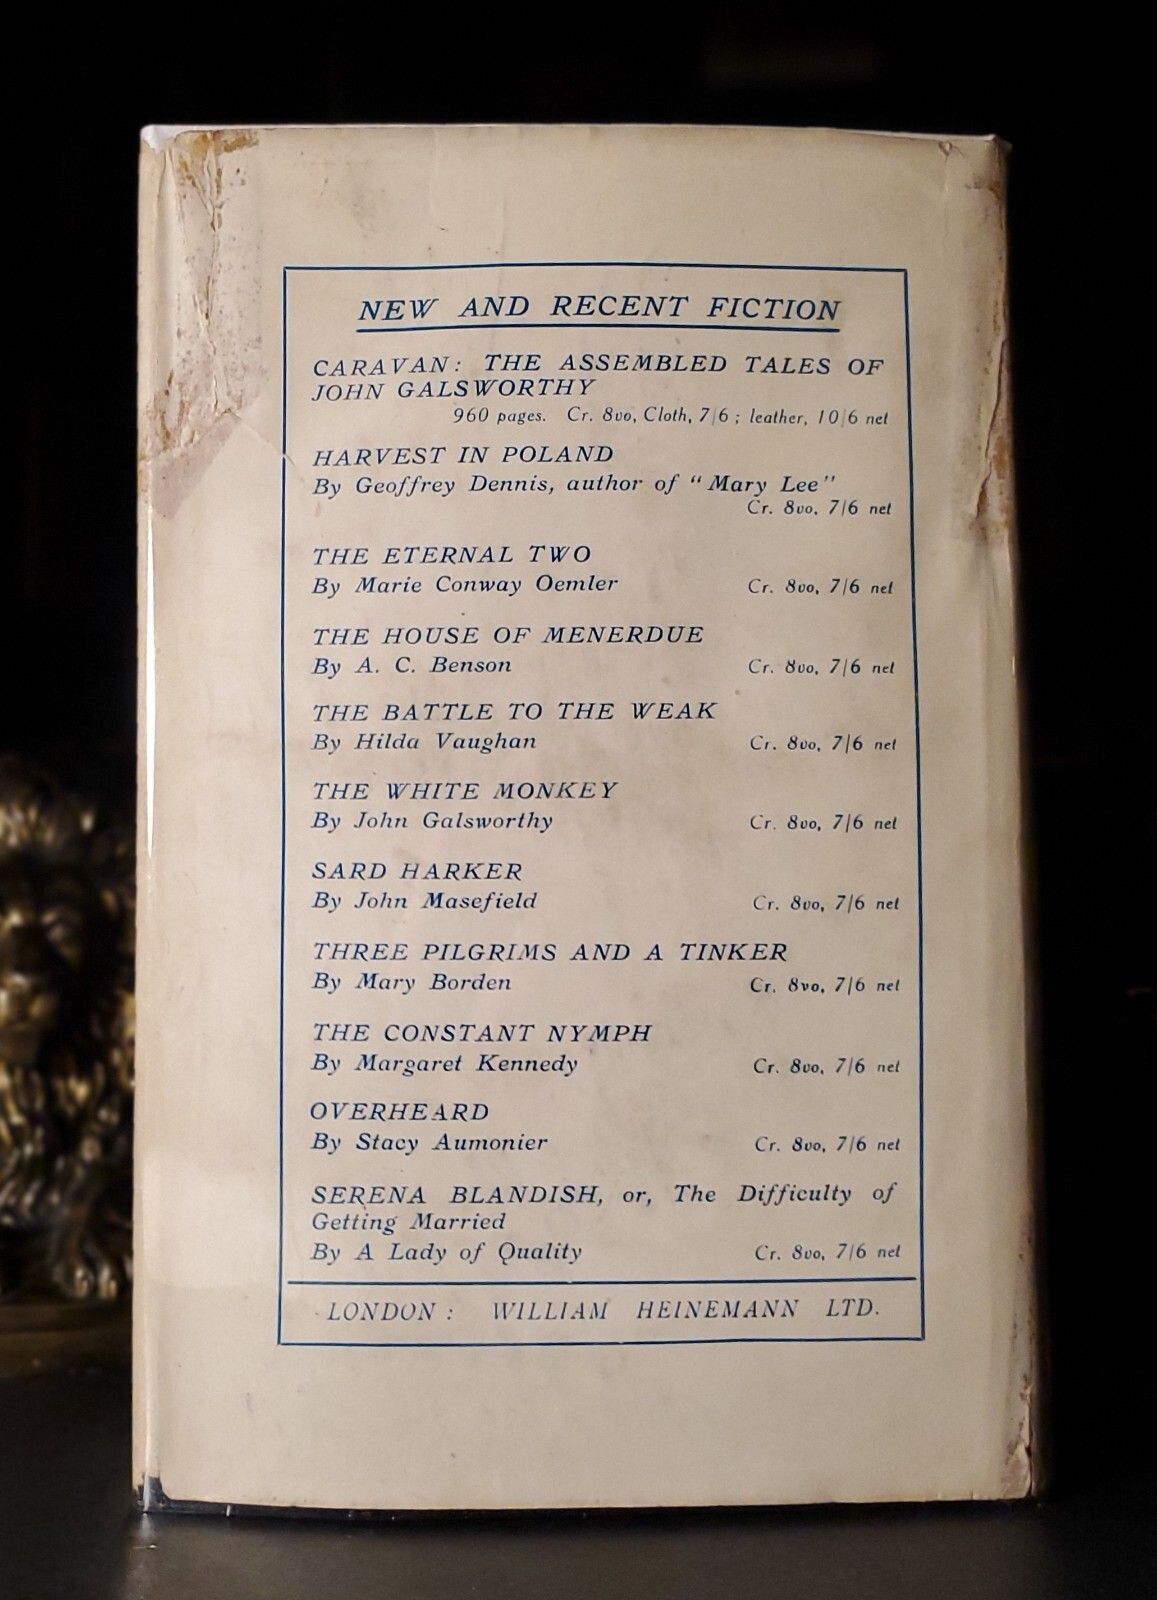 NEW AND RECENT FICTION
CARAVAN: THE ASSEMBLED TALES OF
JOHN GALSWORTHY
960 pages. Cr. 8vo, Cloth, 7/6; leather, 10/6 net
HARVEST IN POLAND
By Geoffrey Dennis, author of "Mary Lee"
Cr. 8vo, 7/6 net
THE ETERNAL TWO
By Marie Conway Oemler Cr. 8vo, 7/6 net
THE HOUSE OF MENERDUE
By A. C. Benson Cr. 8vo, 7/6 net
THE BATTLE TO THE WEAK
By Hilda Vaughan Cr. 8vo, 7/6 net
THE WHITE MONKEY
By John Galsworthy Cr. 8vo, 7/6 net
SARD HARKER
By John Masefield Cr. 8vo, 7/6 net
THREE PILGRIMS AND A TINKER
By Mary Borden Cr. 8vo, 7/6 net
THE CONSTANT NYMPH
By Margaret Kennedy Cr. 8vo, 7/6 net
OVERHEARD
By Stacy Aumonier Cr. 8vo, 7/6 net
SERENA BLANDISH, or, The Difficulty of
Getting Married
By A Lady of Quality Cr. 8vo, 7/6 net
LONDON: WILLIAM HEINEMANN LTD.